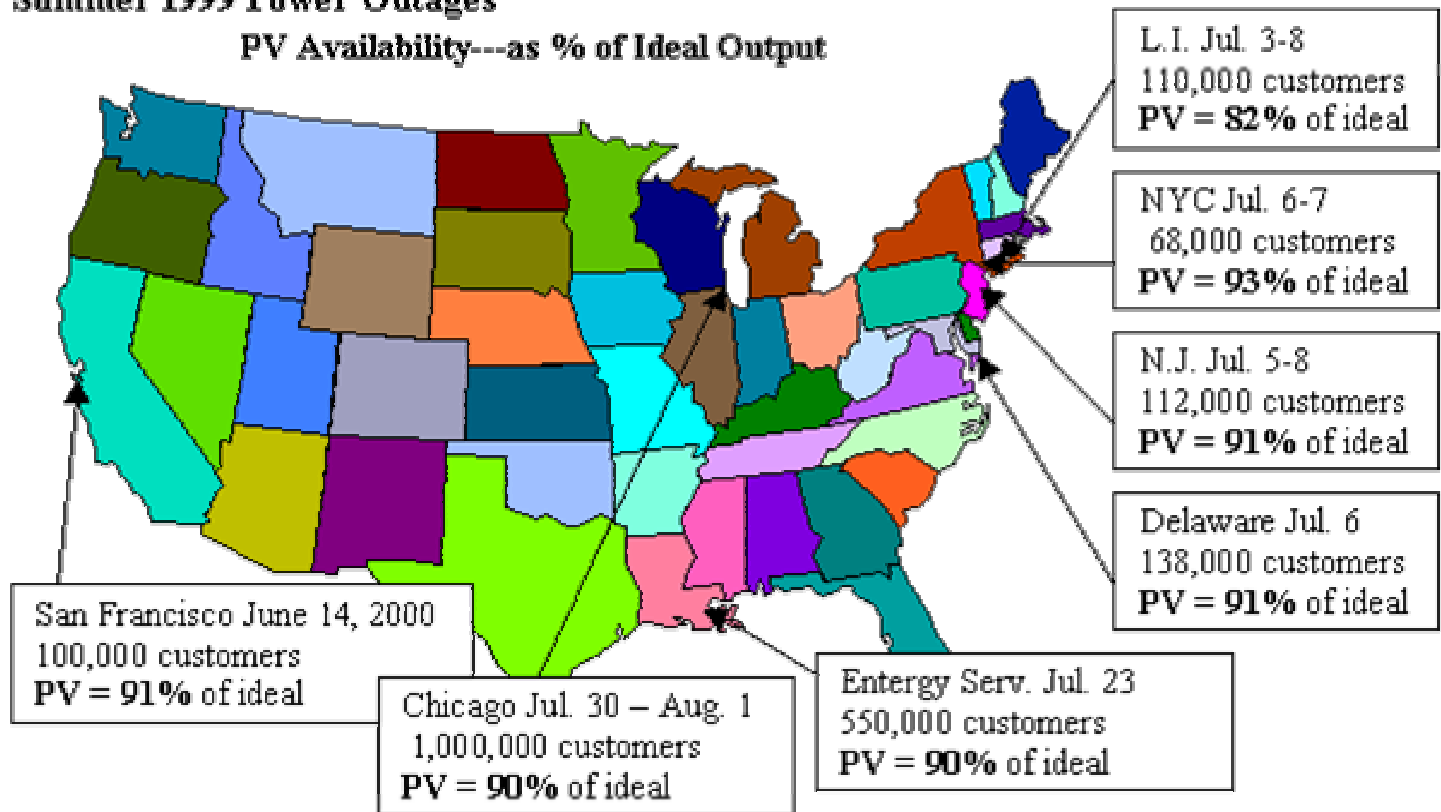 Summer 1999 Power Outages
PV Availability---as % of Ideal Output
L.I. Jul. 3-8
110,000 customers
PV = 82% of ideal
NYC Jul. 6-7
68,000 customers
PV = 93% of ideal
N.J. Jul. 5-8
112,000 customers
PV = 91% of ideal
Delaware Jul. 6
138,000 customers
PV = 91% of ideal
San Francisco June 14, 2000
100,000 customers
PV = 91% of ideal
Chicago Jul. 30 – Aug. 1
1,000,000 customers
PV = 90% of ideal
Entergy Serv. Jul. 23
550,000 customers
PV = 90% of ideal